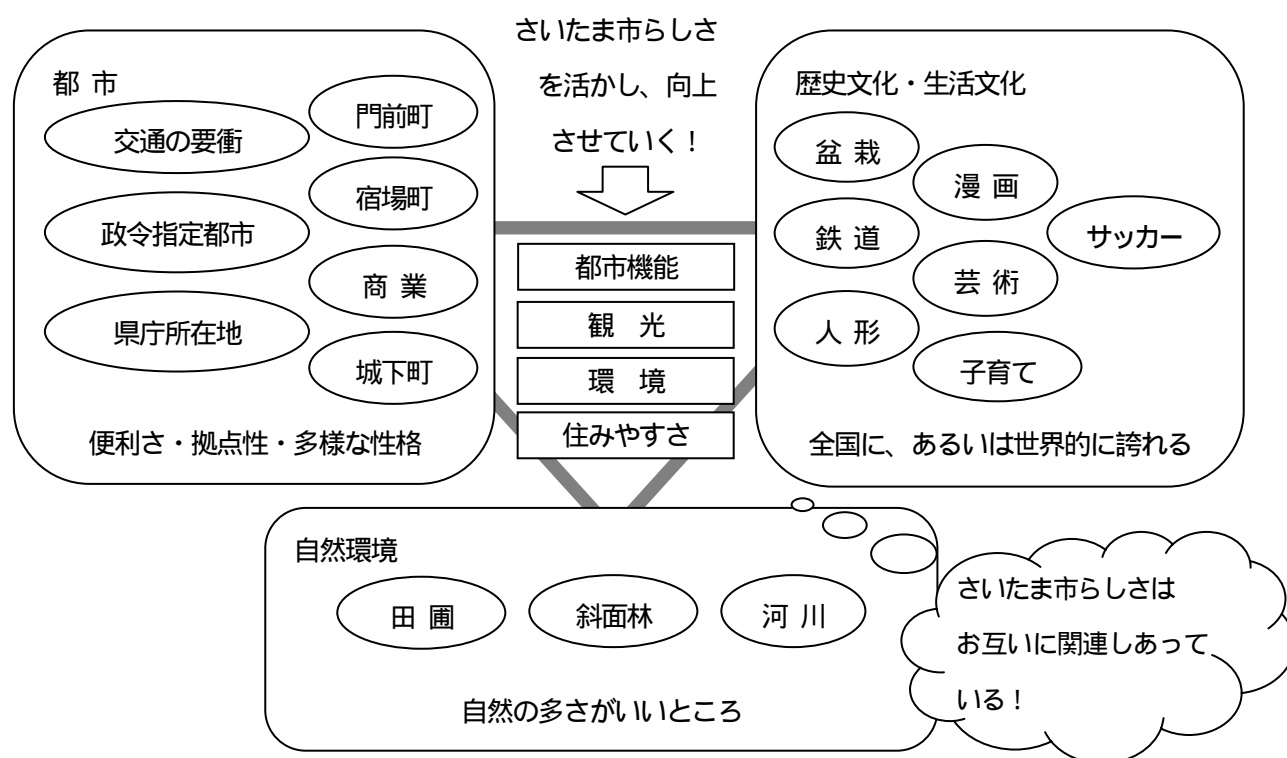 さいたま市らしさ
を活かし、向上
させていく！
都 市
交通の要衝
門前町
宿場町
政令指定都市
商 業
県庁所在地
城下町
便利さ・拠点性・多様な性格
都市機能
観 光
環 境
住みやすさ
歴史文化・生活文化
盆 栽
漫 画
鉄 道
サッカー
芸 術
人 形
子育て
全国に、あるいは世界的に誇れる
自然環境
田 圃
斜面林
河 川
自然の多さがいいところ
さいたま市らしさは
お互いに関連しあって
いる！